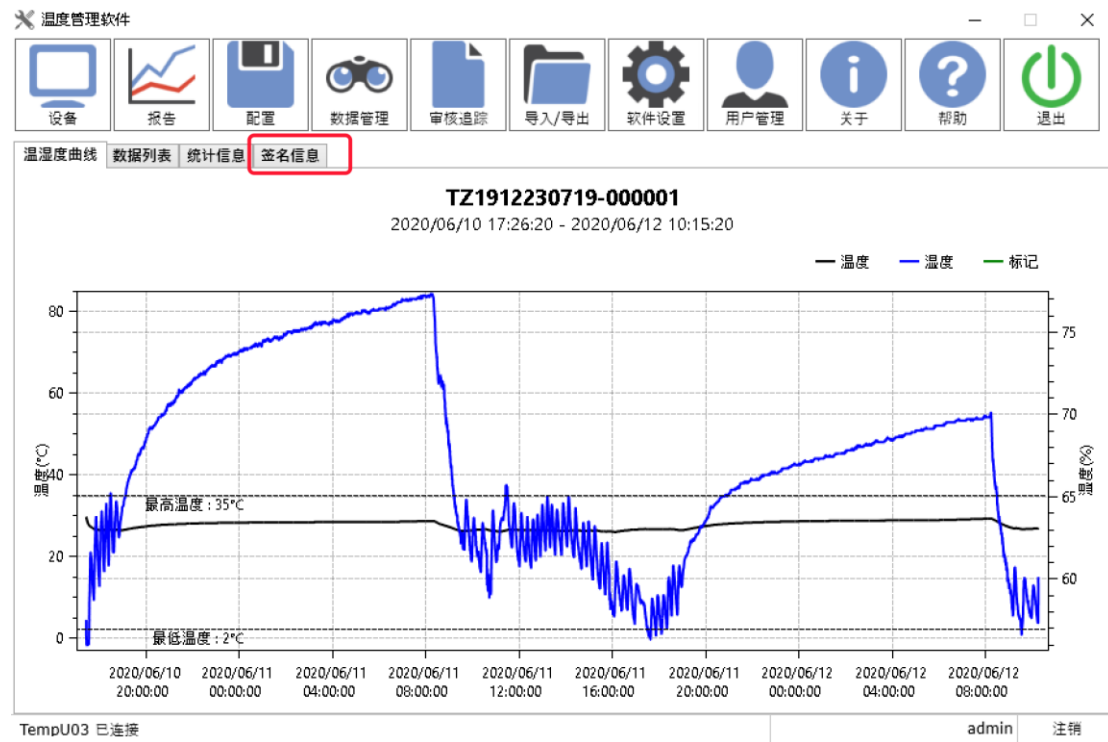 温度管理软件
设备 报告 配置 数据管理 审核追踪 导入/导出 软件设置 用户管理 关于 帮助 退出
温湿度曲线 数据列表 统计信息 签名信息
TZ1912230719-000001
2020/06/10 17:26:20 - 2020/06/12 10:15:20
温度 湿度 标记
80
75
60
70
温度(℃)
湿度(%)
40
65
最高温度 : 35℃
20
60
0
最低温度 : 2℃
2020/06/10 2020/06/11 2020/06/11 2020/06/11 2020/06/11 2020/06/11 2020/06/11 2020/06/12 2020/06/12 2020/06/12
20:00:00 00:00:00 04:00:00 08:00:00 12:00:00 16:00:00 20:00:00 00:00:00 04:00:00 08:00:00
TempU03 已连接 admin 注销